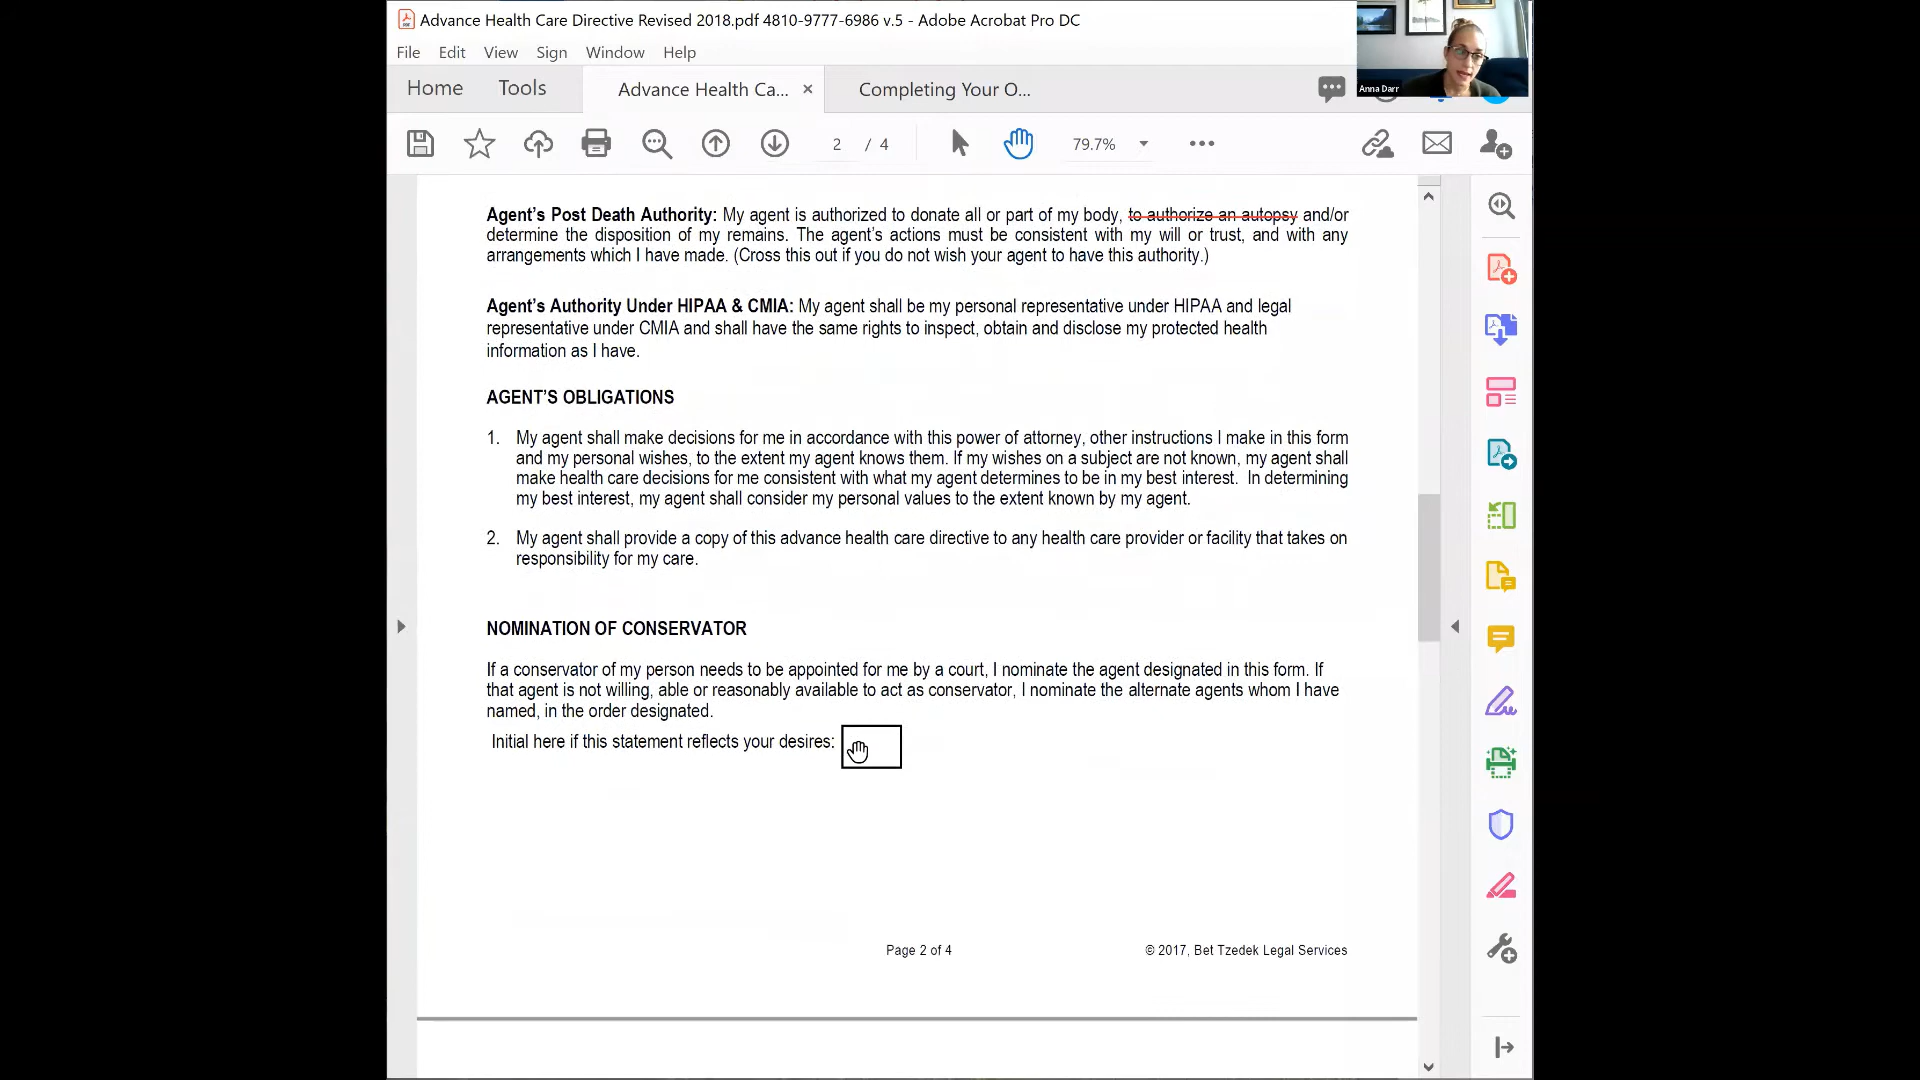 Advance Health Care Directive Revised 2018.pdf 4810-9777-6986 v.5 - Adobe Acrobat Pro DC
File Edit View Sign Window Help
Home Tools Advance Health Ca... × Completing Your O...
Anna Darr
2 / 4 79.7%
Agent’s Post Death Authority: My agent is authorized to donate all or part of my body, to authorize an autopsy and/or
determine the disposition of my remains. The agent’s actions must be consistent with my will or trust, and with any
arrangements which I have made. (Cross this out if you do not wish your agent to have this authority.)
Agent’s Authority Under HIPAA & CMIA: My agent shall be my personal representative under HIPAA and legal
representative under CMIA and shall have the same rights to inspect, obtain and disclose my protected health
information as I have.
AGENT’S OBLIGATIONS
1. My agent shall make decisions for me in accordance with this power of attorney, other instructions I make in this form
and my personal wishes, to the extent my agent knows them. If my wishes on a subject are not known, my agent shall
make health care decisions for me consistent with what my agent determines to be in my best interest. In determining
my best interest, my agent shall consider my personal values to the extent known by my agent.
2. My agent shall provide a copy of this advance health care directive to any health care provider or facility that takes on
responsibility for my care.
NOMINATION OF CONSERVATOR
If a conservator of my person needs to be appointed for me by a court, I nominate the agent designated in this form. If
that agent is not willing, able or reasonably available to act as conservator, I nominate the alternate agents whom I have
named, in the order designated.
Initial here if this statement reflects your desires:
Page 2 of 4 © 2017, Bet Tzedek Legal Services